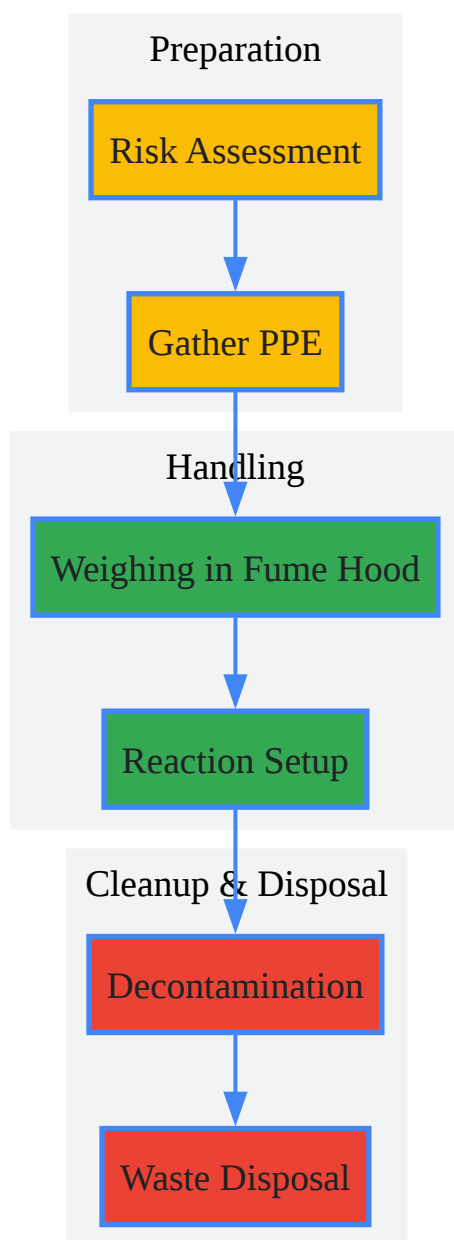 Preparation
Risk Assessment
Gather PPE
Handling
Weighing in Fume Hood
Reaction Setup
Cleanup & Disposal
Decontamination
Waste Disposal